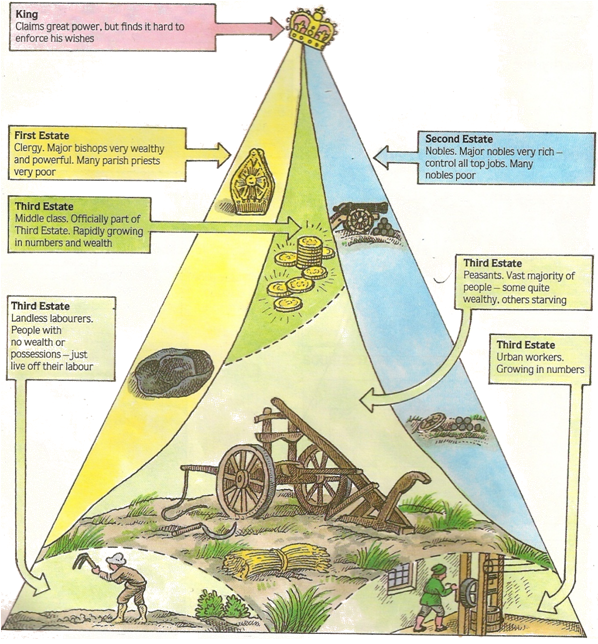 King
Claims great power, but finds it hard to
enforce his wishes
First Estate
Clergy. Major bishops very wealthy
and powerful. Many parish priests
very poor
Second Estate
Nobles. Major nobles very rich –
control all top jobs. Many
nobles poor
Third Estate
Middle class. Officially part of
Third Estate. Rapidly growing
in numbers and wealth
Third Estate
Peasants. Vast majority of
people – some quite
wealthy, others starving
Third Estate
Landless labourers.
People with
no wealth or
possessions – just
live off their labour
Third Estate
Urban workers.
Growing in numbers